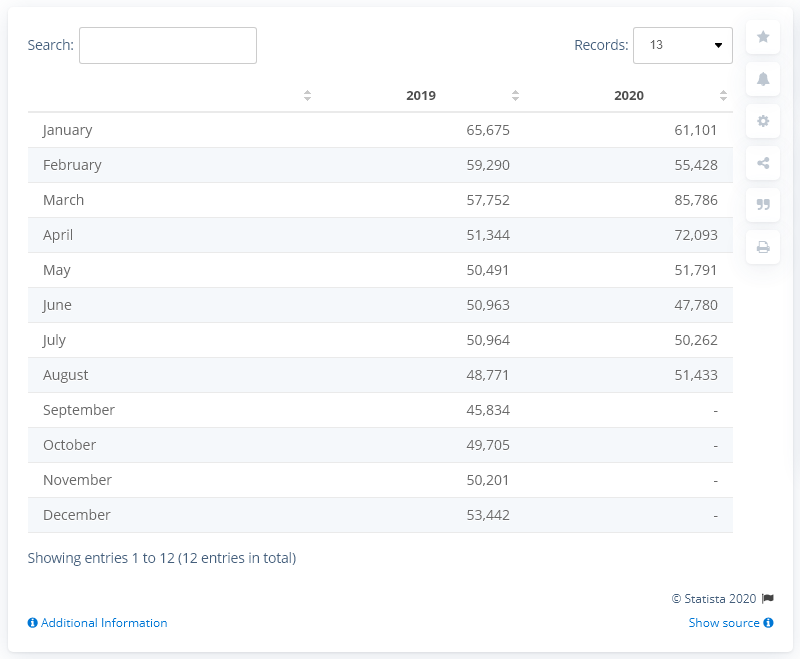 Search:
Records: 13
2019 2020
January 65,675 61,101
February 59,290 55,428
March 57,752 85,786
April 51,344 72,093
May 50,491 51,791
June 50,963 47,780
July 50,964 50,262
August 48,771 51,433
September 45,834 -
October 49,705 -
November 50,201 -
December 53,442 -
Showing entries 1 to 12 (12 entries in total)
© Statista 2020
Additional Information Show source